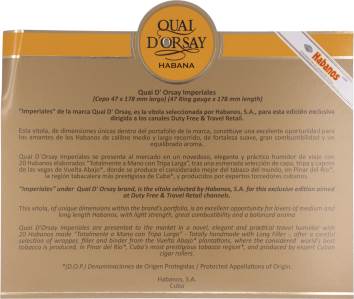 QUAI
D'ORSAY
HABANA
Habanos
Quai D' Orsay Imperiales
(Cepo 47 x 178 mm largo) (47 Ring gauge x 178 mm length)
"Imperiales" de la marca Quai D' Orsay, es la vitola seleccionada por Habanos, S.A., para esta edición exclusiva
dirigida a los canales Duty Free & Travel Retail.
Esta vitola, de dimensiones únicas dentro del portafolio de la marca, constituye una excelente oportunidad para
los amantes de los Habanos de calibre medio y largo recorrido, de fortaleza suave, gran combustibilidad y un
equilibrado aroma.
Quai D' Orsay Imperiales se presenta al mercado en un novedoso, elegante y práctico humidor de viaje con
20 Habanos elaborados "Totalmente a Mano con Tripa Larga", tras una esmerada selección de capa, tripa y capote
de las vegas de Vuelta Abajo*, donde se produce el considerado mejor del tabaco del mundo, en Pinar del Río*,
la región tabacalera más prestigiosa de Cuba*, y producidos por expertos torcedores cubanos.
"Imperiales" under Quai D' Orsay brand, is the vitola selected by Habanos, S.A. for this exclusive edition aimed
at Duty Free & Travel Retail channels.
This vitola, of unique dimensions within the brand's portfolio, is an excellent opportunity for lovers of medium and
long length Habanos, with light strength, great combustibility and a balanced aroma
Quai D' Orsay Imperiales are presented to the market in a novel, elegant and practical travel humidor with
20 Habanos made "Totalmente a Mano con Tripa Larga" - Totally handmade with Long Filler -, after a careful
selection of wrapper, filler and binder from the Vuelta Abajo* plantations, where the considered world's best
tobacco is produced, in Pinar del Río*, Cuba's most prestigious tobacco region*, and produced by expert Cuban
cigar rollers.
*(D.O.P.) Denominaciones de Origen Protegidas / Protected Appellations of Origin.
Habanos, S.A.
Cuba